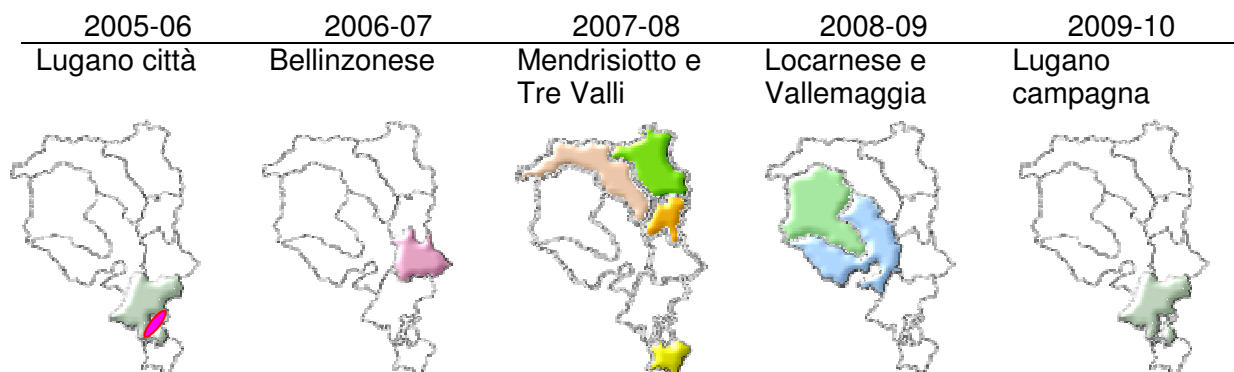 2005-06 2006-07 2007-08 2008-09 2009-10
Lugano città Bellinzonese Mendrisiotto e Locarnese e Lugano
Tre Valli Vallemaggia campagna